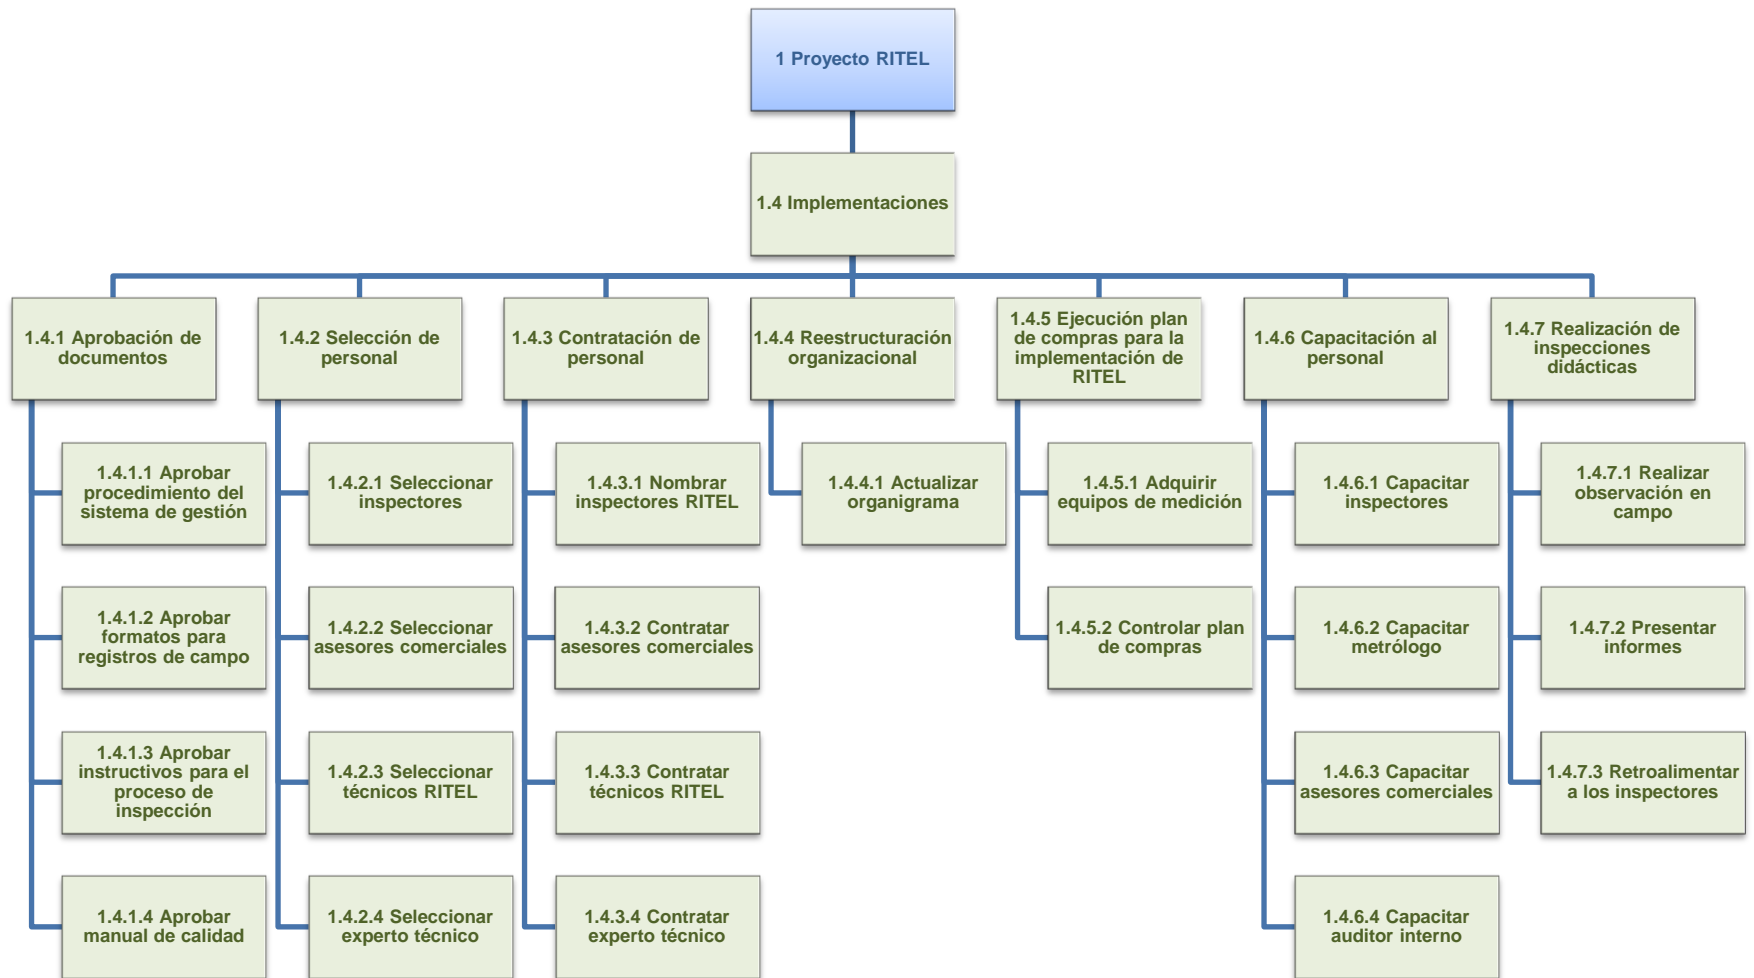 1 Proyecto RITEL
1.4 Implementaciones
1.4.1 Aprobación de
documentos
1.4.2 Selección de
personal
1.4.3 Contratación de
personal
1.4.4 Reestructuración
organizacional
1.4.5 Ejecución plan
de compras para la
implementación de
RITEL
1.4.6 Capacitación al
personal
1.4.7 Realización de
inspecciones
didácticas
1.4.1.1 Aprobar
procedimiento del
sistema de gestión
1.4.2.1 Seleccionar
inspectores
1.4.3.1 Nombrar
inspectores RITEL
1.4.4.1 Actualizar
organigrama
1.4.5.1 Adquirir
equipos de medición
1.4.6.1 Capacitar
inspectores
1.4.7.1 Realizar
observación en
campo
1.4.1.2 Aprobar
formatos para
registros de campo
1.4.2.2 Seleccionar
asesores comerciales
1.4.3.2 Contratar
asesores comerciales
1.4.5.2 Controlar plan
de compras
1.4.6.2 Capacitar
metrólogo
1.4.7.2 Presentar
informes
1.4.1.3 Aprobar
instructivos para el
proceso de
inspección
1.4.2.3 Seleccionar
técnicos RITEL
1.4.3.3 Contratar
técnicos RITEL
1.4.6.3 Capacitar
asesores comerciales
1.4.7.3 Retroalimentar
a los inspectores
1.4.1.4 Aprobar
manual de calidad
1.4.2.4 Seleccionar
experto técnico
1.4.3.4 Contratar
experto técnico
1.4.6.4 Capacitar
auditor interno